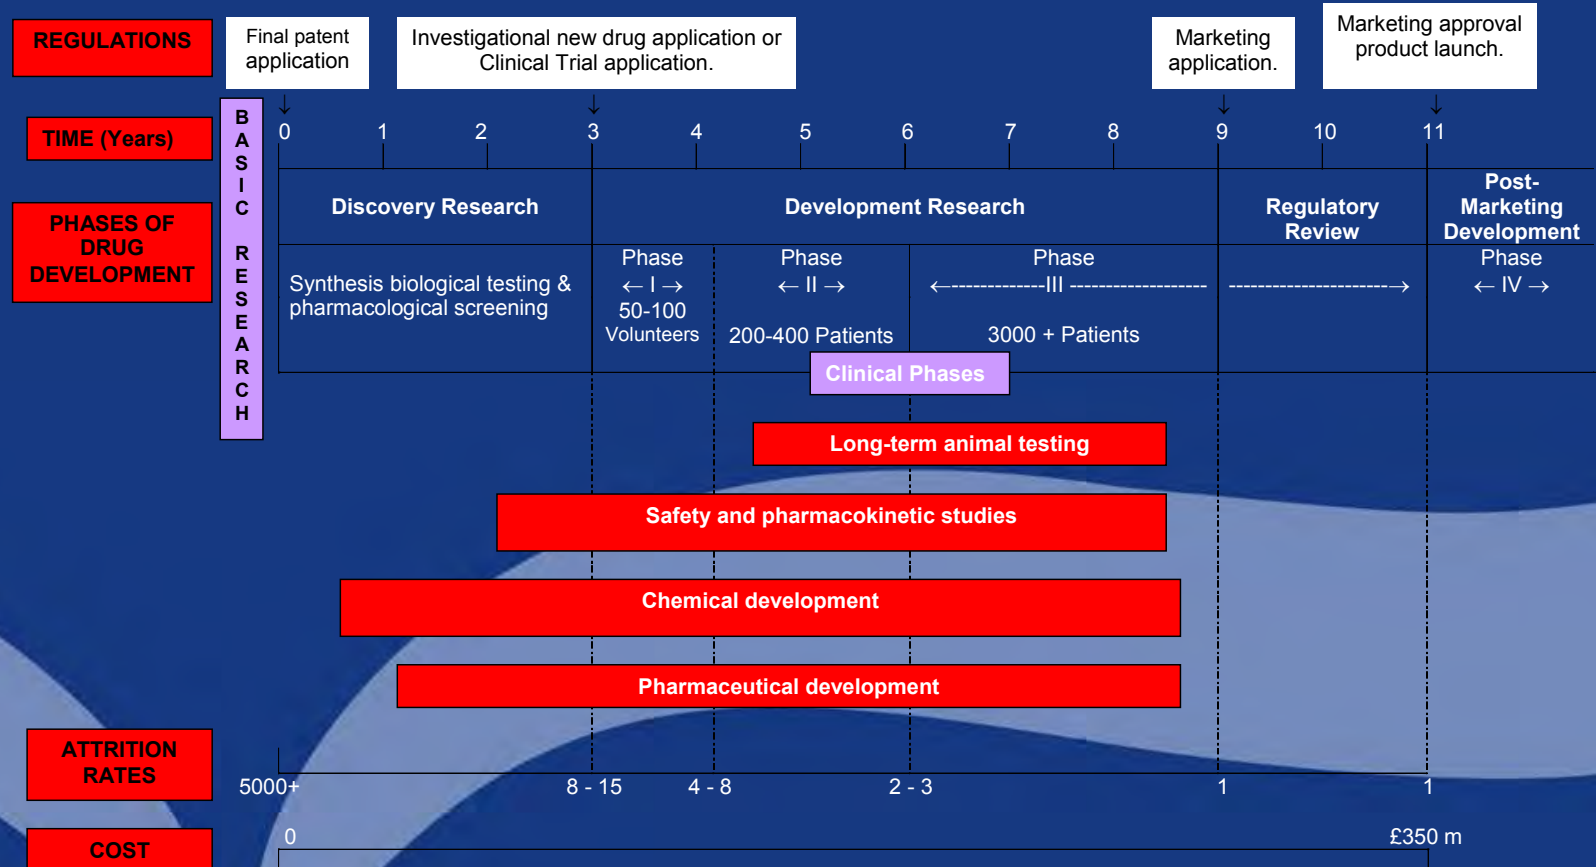 REGULATIONS
Final patent
application
Investigational new drug application or
Clinical Trial application.
Marketing
application.
Marketing approval
product launch.
↓ ↓ ↓ ↓
BASIC RESEARCH
TIME (Years)
0 1 2 3 4 5 6 7 8 9 10 11
PHASES OF
DRUG
DEVELOPMENT
Discovery Research
Development Research
Regulatory
Review
Post-
Marketing
Development
Synthesis biological testing &
pharmacological screening
Phase
← I →
50-100
Volunteers
Phase
← II →
200-400 Patients
Phase
←-------------III -------------------
3000 + Patients
----------------------→
Phase
← IV →
Clinical Phases
Long-term animal testing
Safety and pharmacokinetic studies
Chemical development
Pharmaceutical development
ATTRITION
RATES
5000+ 8 - 15 4 - 8 2 - 3 1 1
COST
0 £350 m